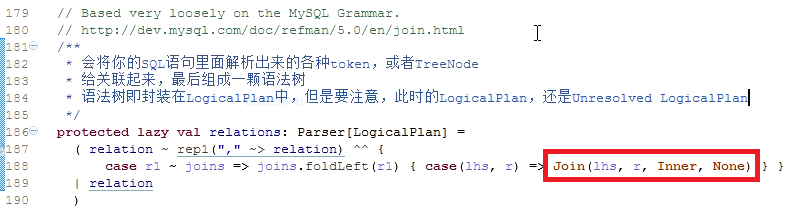 179 // Based very loosely on the MySQL Grammar.
180 // http://dev.mysql.com/doc/refman/5.0/en/join.html
181 /**
182  * 会将你的SQL语句里面解析出来的各种token，或者TreeNode
183  * 给关联起来，最后组成一颗语法树
184  * 语法树即封装在LogicalPlan中，但是要注意，此时的LogicalPlan，还是Unresolved LogicalPlan
185  */
186 protected lazy val relations: Parser[LogicalPlan] =
187   ( relation ~ rep1("," ~> relation) ^^ {
188       case r1 ~ joins => joins.foldLeft(r1) { case(lhs, r) => Join(lhs, r, Inner, None) } }
189   | relation
190   )